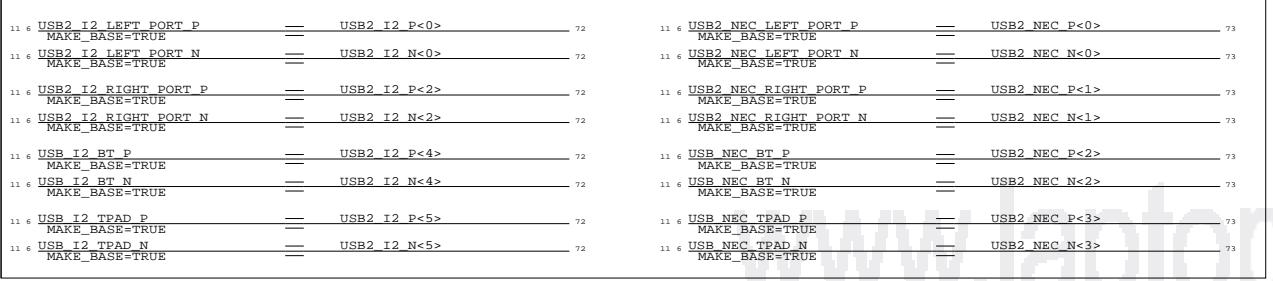 11 6 USB2_I2_LEFT_PORT_P USB2_I2_P<0> 72
MAKE_BASE=TRUE
11 6 USB2_I2_LEFT_PORT_N USB2_I2_N<0> 72
MAKE_BASE=TRUE
11 6 USB2_I2_RIGHT_PORT_P USB2_I2_P<2> 72
MAKE_BASE=TRUE
11 6 USB2_I2_RIGHT_PORT_N USB2_I2_N<2> 72
MAKE_BASE=TRUE
11 6 USB_I2_BT_P USB2_I2_P<4> 72
MAKE_BASE=TRUE
11 6 USB_I2_BT_N USB2_I2_N<4> 72
MAKE_BASE=TRUE
11 6 USB_I2_TPAD_P USB2_I2_P<5> 72
MAKE_BASE=TRUE
11 6 USB_I2_TPAD_N USB2_I2_N<5> 72
MAKE_BASE=TRUE
11 6 USB2_NEC_LEFT_PORT_P USB2_NEC_P<0> 73
MAKE_BASE=TRUE
11 6 USB2_NEC_LEFT_PORT_N USB2_NEC_N<0> 73
MAKE_BASE=TRUE
11 6 USB2_NEC_RIGHT_PORT_P USB2_NEC_P<1> 73
MAKE_BASE=TRUE
11 6 USB2_NEC_RIGHT_PORT_N USB2_NEC_N<1> 73
MAKE_BASE=TRUE
11 6 USB_NEC_BT_P USB2_NEC_P<2> 73
MAKE_BASE=TRUE
11 6 USB_NEC_BT_N USB2_NEC_N<2> 73
MAKE_BASE=TRUE
11 6 USB_NEC_TPAD_P USB2_NEC_P<3> 73
MAKE_BASE=TRUE
11 6 USB_NEC_TPAD_N USB2_NEC_N<3> 73
MAKE_BASE=TRUE